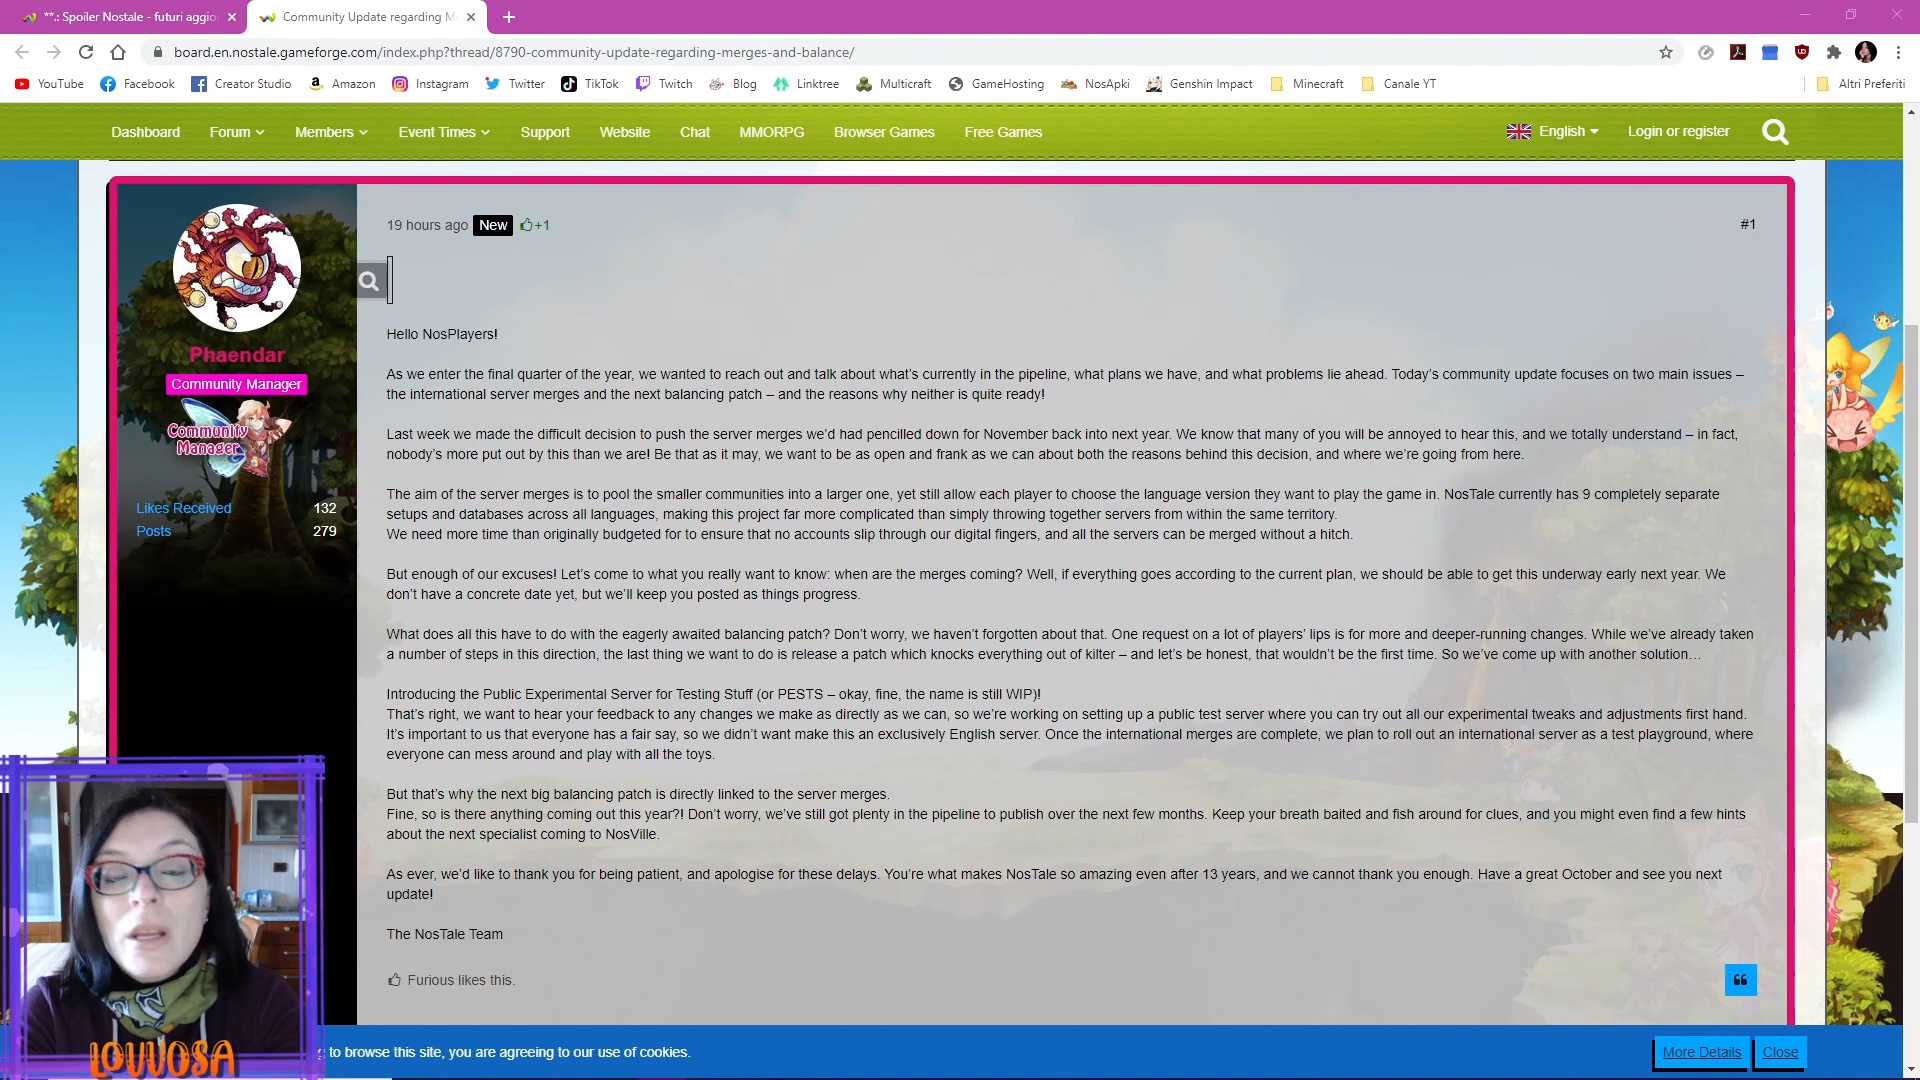 **.: Spoiler Nostale - futuri aggio
Community Update regarding M
board.en.nostale.gameforge.com/index.php?thread/8790-community-update-regarding-merges-and-balance/
YouTube
Facebook
Creator Studio
Amazon
Instagram
Twitter
TikTok
Twitch
Blog
Linktree
Multicraft
GameHosting
NosApki
Genshin Impact
Minecraft
Canale YT
Altri Preferiti
Dashboard
Forum
Members
Event Times
Support
Website
Chat
MMORPG
Browser Games
Free Games
English
Login or register
Phaendar
Community Manager
Community
Manager
Likes Received 132
Posts 279
19 hours ago New +1 #1
Hello NosPlayers!
As we enter the final quarter of the year, we wanted to reach out and talk about what's currently in the pipeline, what plans we have, and what problems lie ahead. Today's community update focuses on two main issues –
the international server merges and the next balancing patch – and the reasons why neither is quite ready!
Last week we made the difficult decision to push the server merges we'd had pencilled down for November back into next year. We know that many of you will be annoyed to hear this, and we totally understand – in fact,
nobody's more put out by this than we are! Be that as it may, we want to be as open and frank as we can about both the reasons behind this decision, and where we're going from here.
The aim of the server merges is to pool the smaller communities into a larger one, yet still allow each player to choose the language version they want to play the game in. NosTale currently has 9 completely separate
setups and databases across all languages, making this project far more complicated than simply throwing together servers from within the same territory.
We need more time than originally budgeted for to ensure that no accounts slip through our digital fingers, and all the servers can be merged without a hitch.
But enough of our excuses! Let's come to what you really want to know: when are the merges coming? Well, if everything goes according to the current plan, we should be able to get this underway early next year. We
don't have a concrete date yet, but we'll keep you posted as things progress.
What does all this have to do with the eagerly awaited balancing patch? Don't worry, we haven't forgotten about that. One request on a lot of players' lips is for more and deeper-running changes. While we've already taken
a number of steps in this direction, the last thing we want to do is release a patch which knocks everything out of kilter – and let's be honest, that wouldn't be the first time. So we've come up with another solution…
Introducing the Public Experimental Server for Testing Stuff (or PESTS – okay, fine, the name is still WIP)!
That's right, we want to hear your feedback to any changes we make as directly as we can, so we're working on setting up a public test server where you can try out all our experimental tweaks and adjustments first hand.
It's important to us that everyone has a fair say, so we didn't want make this an exclusively English server. Once the international merges are complete, we plan to roll out an international server as a test playground, where
everyone can mess around and play with all the toys.
But that's why the next big balancing patch is directly linked to the server merges.
Fine, so is there anything coming out this year?! Don't worry, we've still got plenty in the pipeline to publish over the next few months. Keep your breath baited and fish around for clues, and you might even find a few hints
about the next specialist coming to NosVille.
As ever, we'd like to thank you for being patient, and apologise for these delays. You're what makes NosTale so amazing even after 13 years, and we cannot thank you enough. Have a great October and see you next
update!
The NosTale Team
Furious likes this.
to browse this site, you are agreeing to our use of cookies.
More Details
Close
LOVVOSA